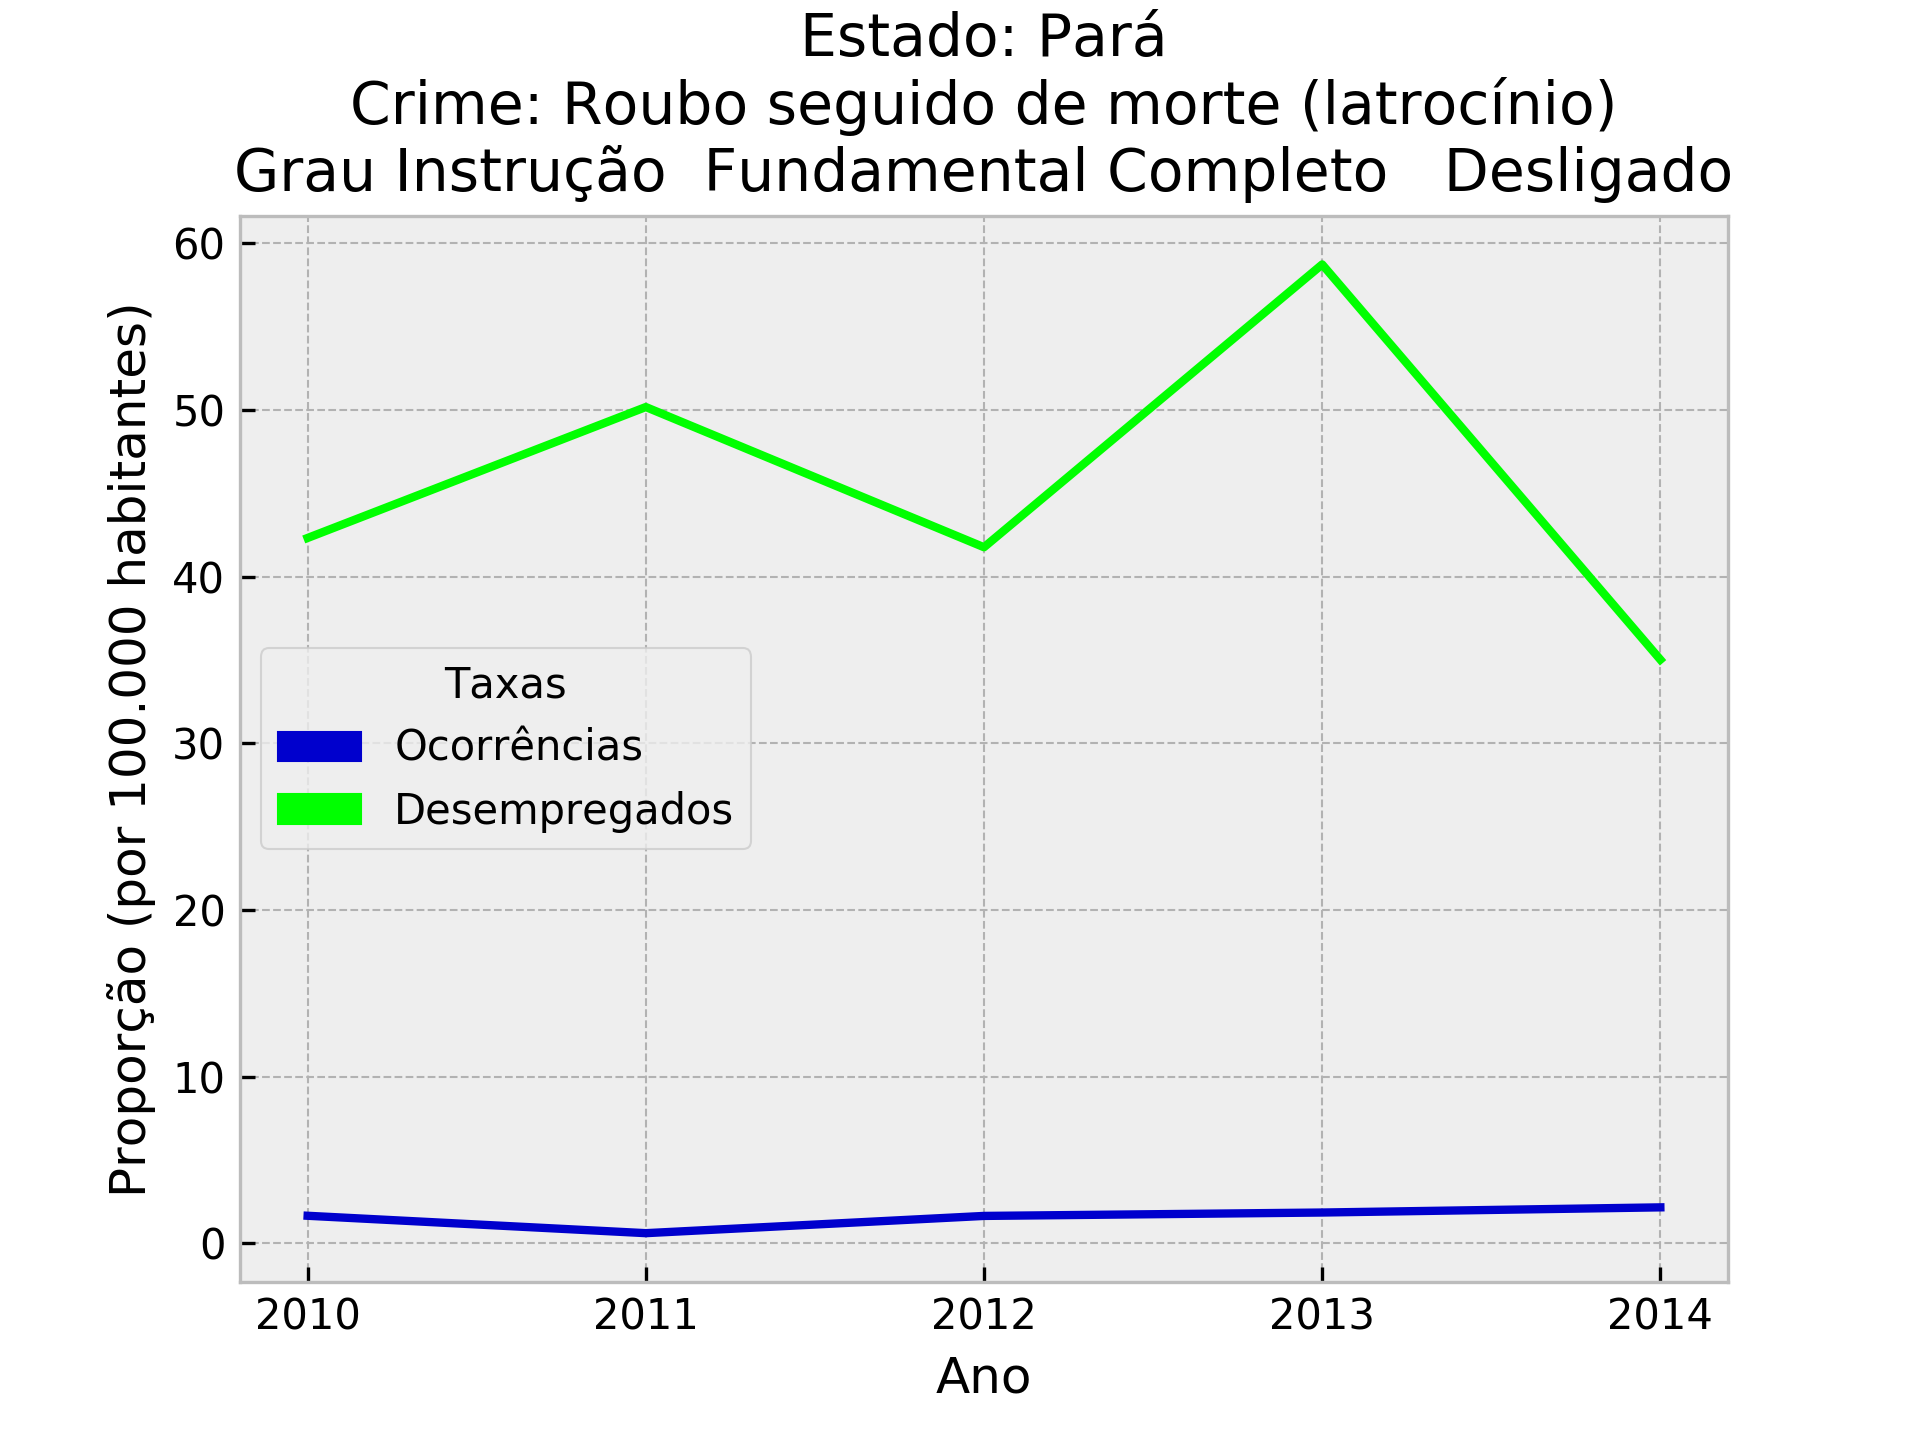 Estado: Pará
Crime: Roubo seguido de morte (latrocínio)
Grau Instrução  Fundamental Completo   Desligado
60
50
40
30
20
10
0
Proporção (por 100.000 habitantes)
Taxas
Ocorrências
Desempregados
2010 2011 2012 2013 2014
Ano